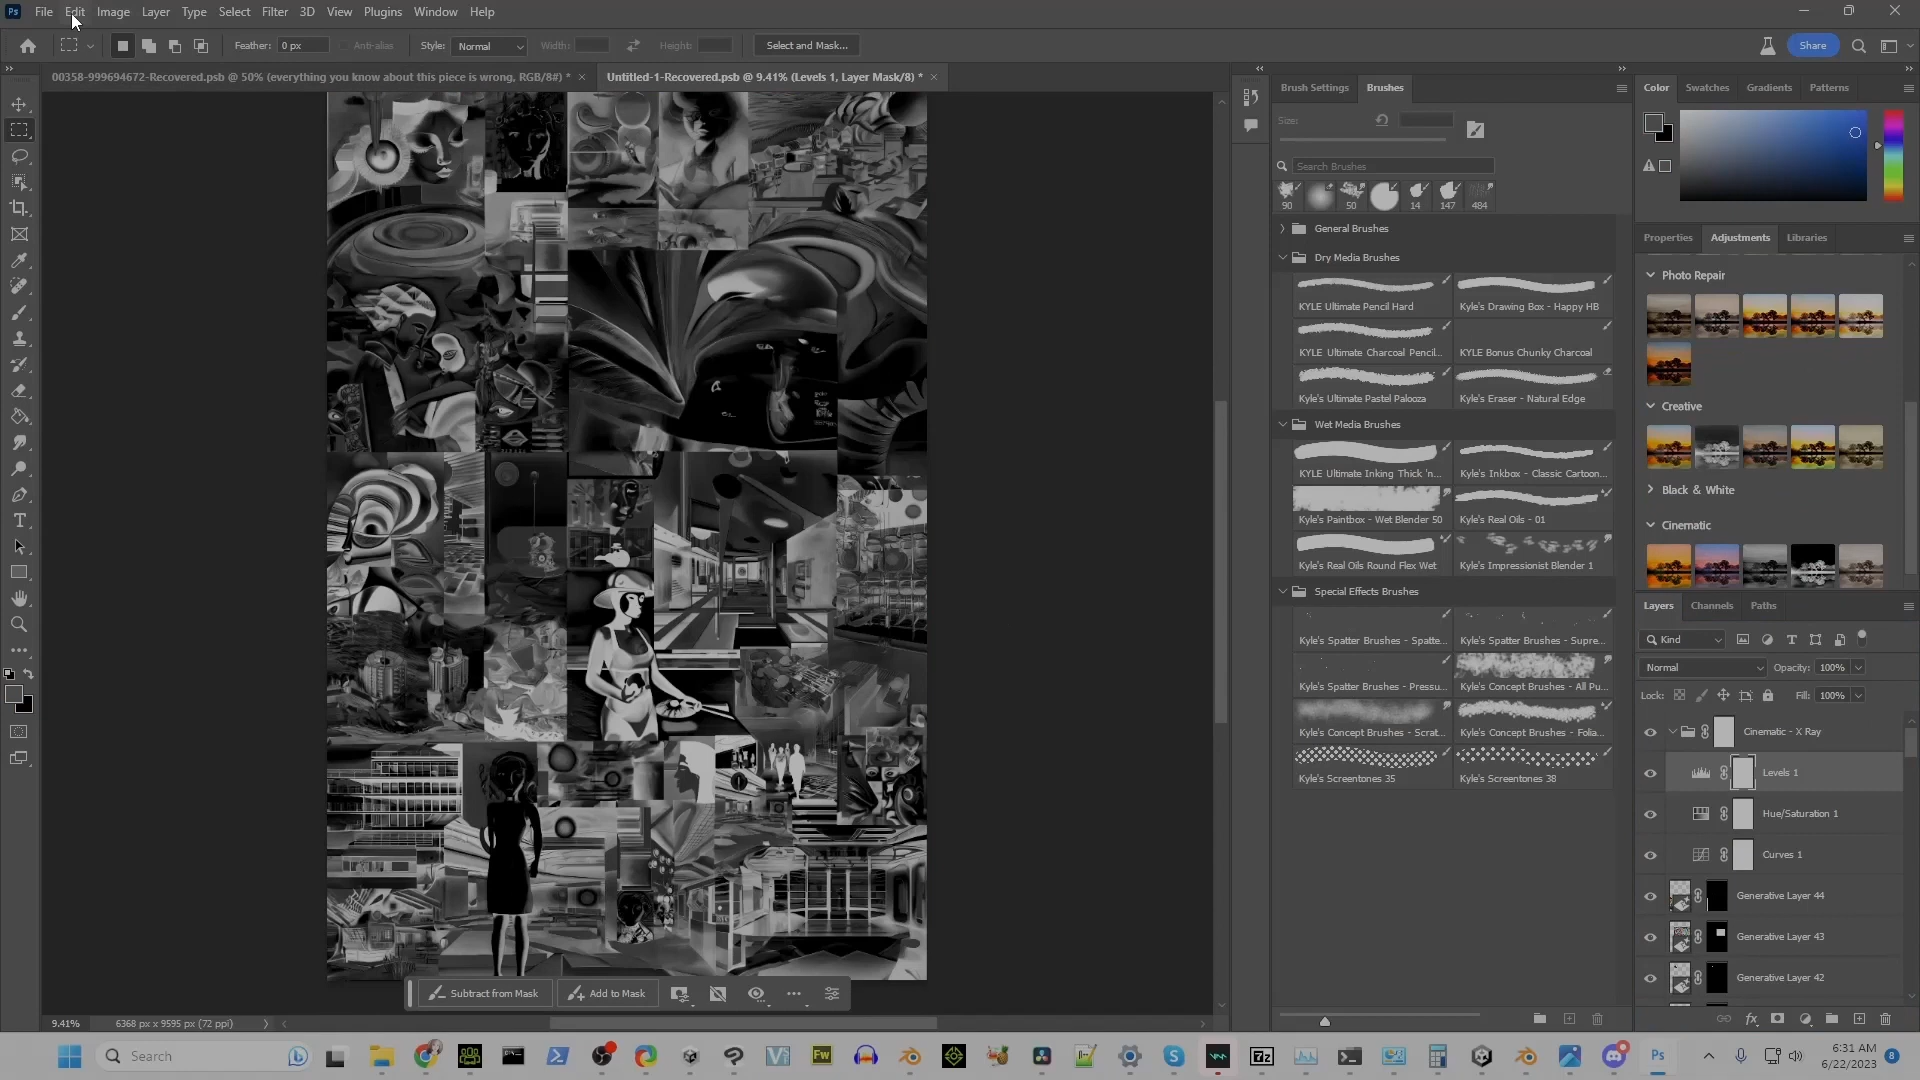 Ps File Edit Image Layer Type Select Filter 3D View Plugins Window Help
Feather: 0 px Anti-alias Style: Normal Width: Height: Select and Mask... Share
00358-999694672-Recovered.psb @ 50% (everything you know about this piece is wrong, RGB/8#) * × Untitled-1-Recovered.psb @ 9.41% (Levels 1, Layer Mask/8) * ×
Brush Settings Brushes
Size:
Search Brushes
90 50 14 147 484
General Brushes
Dry Media Brushes
KYLE Ultimate Pencil Hard Kyle's Drawing Box - Happy HB
KYLE Ultimate Charcoal Pencil... KYLE Bonus Chunky Charcoal
Kyle's Ultimate Pastel Palooza Kyle's Eraser - Natural Edge
Wet Media Brushes
KYLE Ultimate Inking Thick 'n... Kyle's Inkbox - Classic Cartoon...
Kyle's Paintbox - Wet Blender 50 Kyle's Real Oils - 01
Kyle's Real Oils Round Flex Wet Kyle's Impressionist Blender 1
Special Effects Brushes
Kyle's Spatter Brushes - Spatte... Kyle's Spatter Brushes - Supre...
Kyle's Spatter Brushes - Pressu... Kyle's Concept Brushes - All Pu...
Kyle's Concept Brushes - Scrat... Kyle's Concept Brushes - Folia...
Kyle's Screentones 35 Kyle's Screentones 38
Color Swatches Gradients Patterns
Properties Adjustments Libraries
Photo Repair
Creative
Black & White
Cinematic
Layers Channels Paths
Kind
Normal Opacity: 100%
Lock: Fill: 100%
Cinematic - X Ray
Levels 1
Hue/Saturation 1
Curves 1
Generative Layer 44
Generative Layer 43
Generative Layer 42
Subtract from Mask Add to Mask
9.41% 6368 px x 9595 px (72 ppi)
Search
6:31 AM
6/22/2023
8